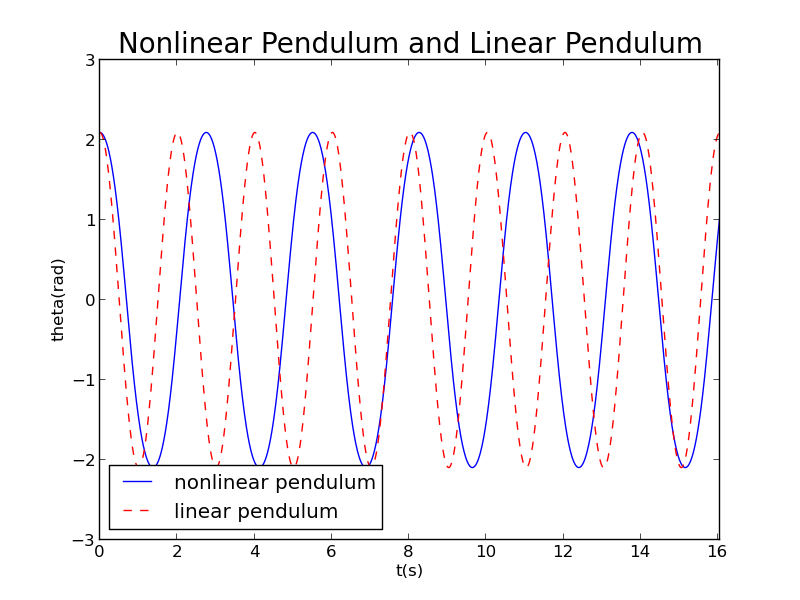 Nonlinear Pendulum and Linear Pendulum
3
2
1
0
−1
−2
−3
theta(rad)
nonlinear pendulum
linear pendulum
0 2 4 6 8 10 12 14 16
t(s)